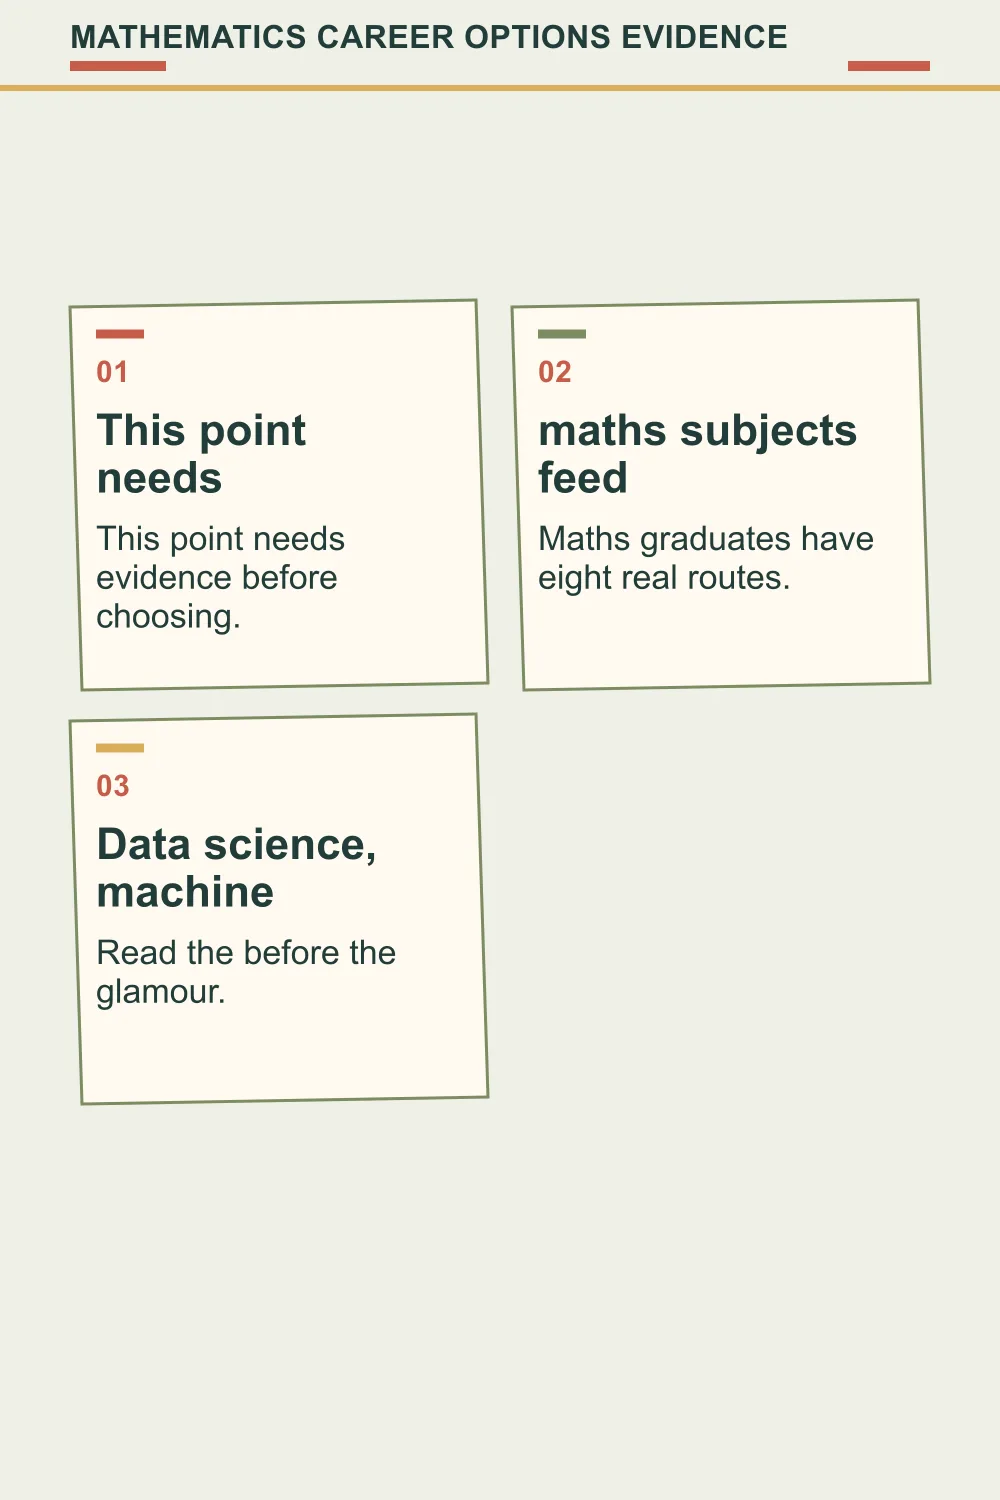 MATHEMATICS CAREER OPTIONS EVIDENCE
01
This point
needs
This point needs
evidence before
choosing.
02
maths subjects
feed
Maths graduates have
eight real routes.
03
Data science,
machine
Read the before the
glamour.